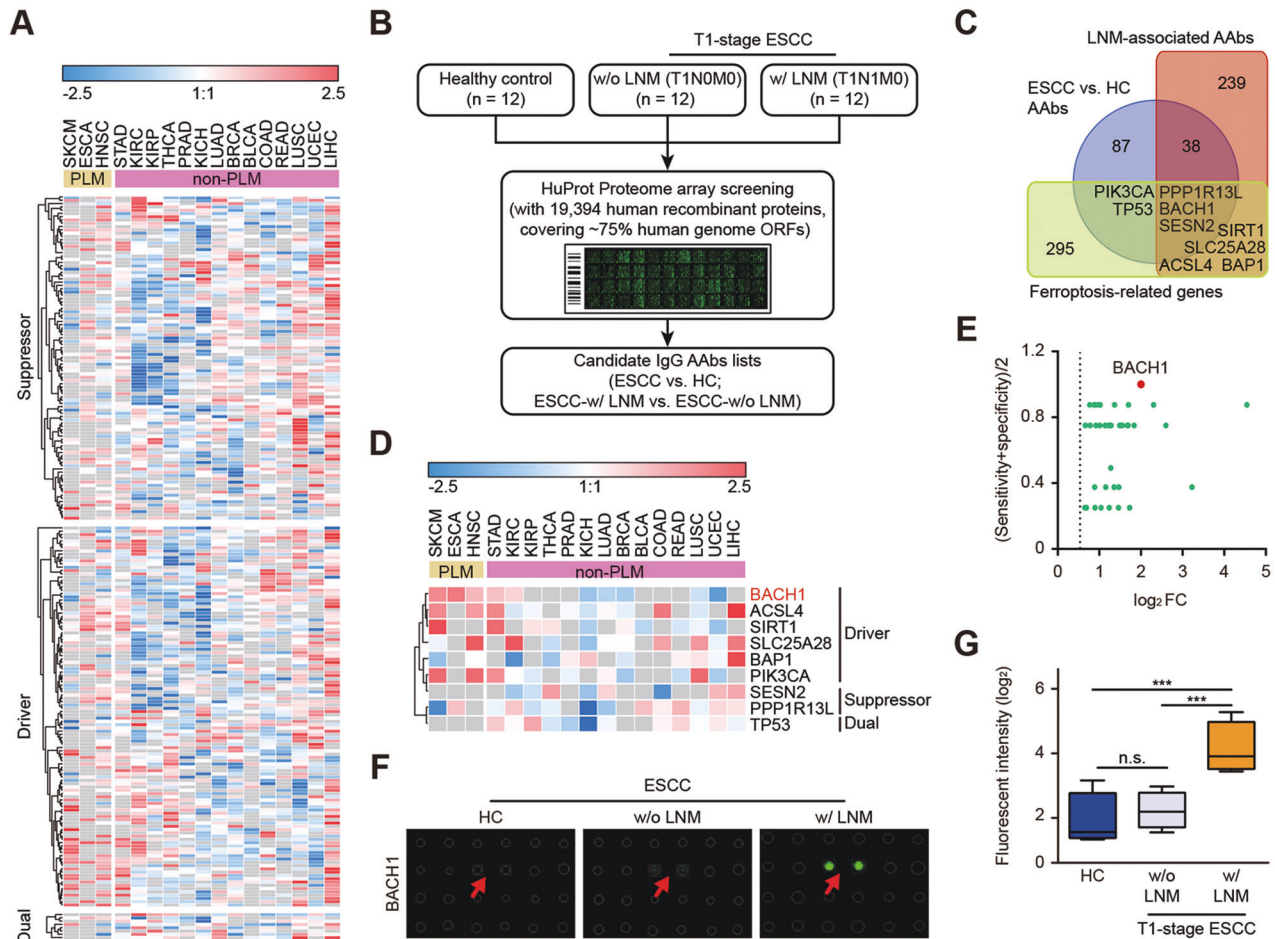 A
-2.5
1:1
2.5
SKCM
ESCA
HNSC
STAD
KIRC
KIRP
THCA
PRAD
KICH
LUAD
BRCA
BLCA
COAD
READ
LUSC
UCEC
LIHC
PLM
non-PLM
Suppressor
Driver
Dual
B
T1-stage ESCC
Healthy control
(n = 12)
w/o LNM (T1N0M0)
(n = 12)
w/ LNM (T1N1M0)
(n = 12)
HuProt Proteome array screening
(with 19,394 human recombinant proteins,
covering ~75% human genome ORFs)
Candidate IgG AAbs lists
(ESCC vs. HC;
ESCC-w/ LNM vs. ESCC-w/o LNM)
C
LNM-associated AAbs
239
ESCC vs. HC
AAbs
87
38
PIK3CA
TP53
PPP1R13L
BACH1
SESN2
SIRT1
SLC25A28
ACSL4
BAP1
295
Ferroptosis-related genes
D
-2.5
1:1
2.5
SKCM
ESCA
HNSC
STAD
KIRC
KIRP
THCA
PRAD
KICH
LUAD
BRCA
BLCA
COAD
READ
LUSC
UCEC
LIHC
PLM
non-PLM
BACH1
ACSL4
SIRT1
SLC25A28
BAP1
PIK3CA
SESN2
PPP1R13L
TP53
Driver
Suppressor
Dual
E
(Sensitivity+specificity)/2
1.2
0.8
0.4
0
BACH1
0
1
2
3
4
5
log2 FC
F
ESCC
HC
w/o LNM
w/ LNM
BACH1
G
Fluorescent intensity (log2)
6
4
2
0
***
***
n.s.
HC
w/o
LNM
w/
LNM
T1-stage ESCC